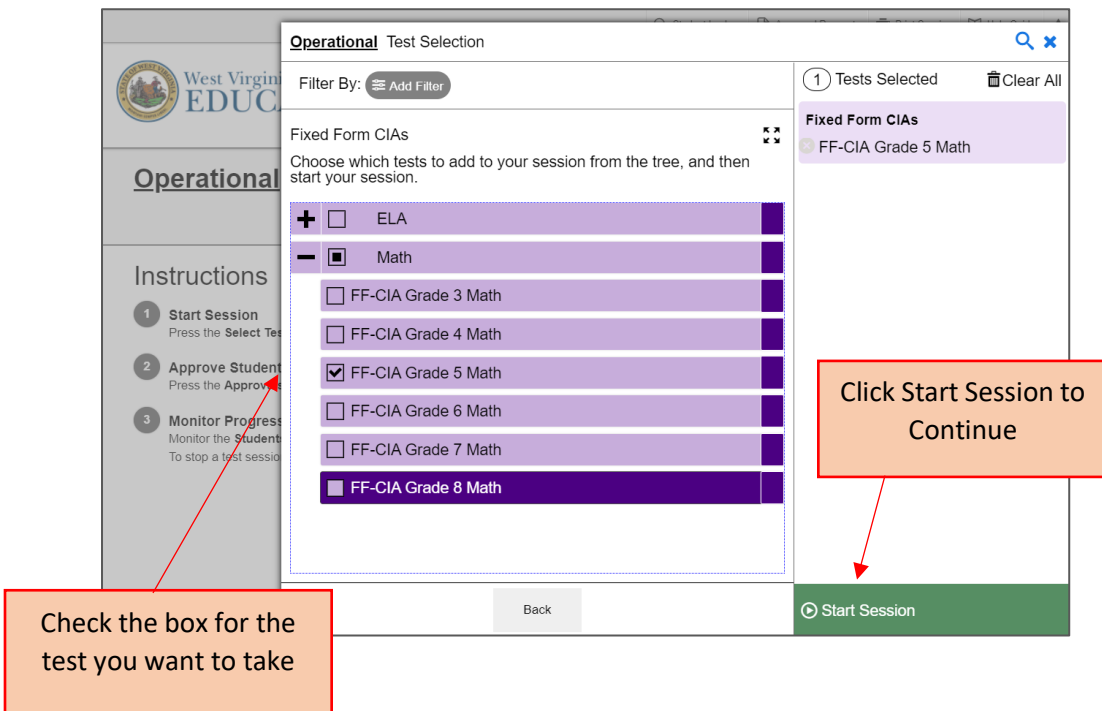 Operational Test Selection
West Virgini
EDUC
Filter By: Add Filter
1 Tests Selected Clear All
Fixed Form CIAs
FF-CIA Grade 5 Math
Fixed Form CIAs
Choose which tests to add to your session from the tree, and then
start your session.
Operational
ELA
Math
FF-CIA Grade 3 Math
FF-CIA Grade 4 Math
FF-CIA Grade 5 Math
FF-CIA Grade 6 Math
FF-CIA Grade 7 Math
FF-CIA Grade 8 Math
Instructions
1 Start Session
Press the Select Tes
2 Approve Student
Press the Approve
3 Monitor Progress
Monitor the Students
To stop a test sessio
Click Start Session to
Continue
Back
Start Session
Check the box for the
test you want to take